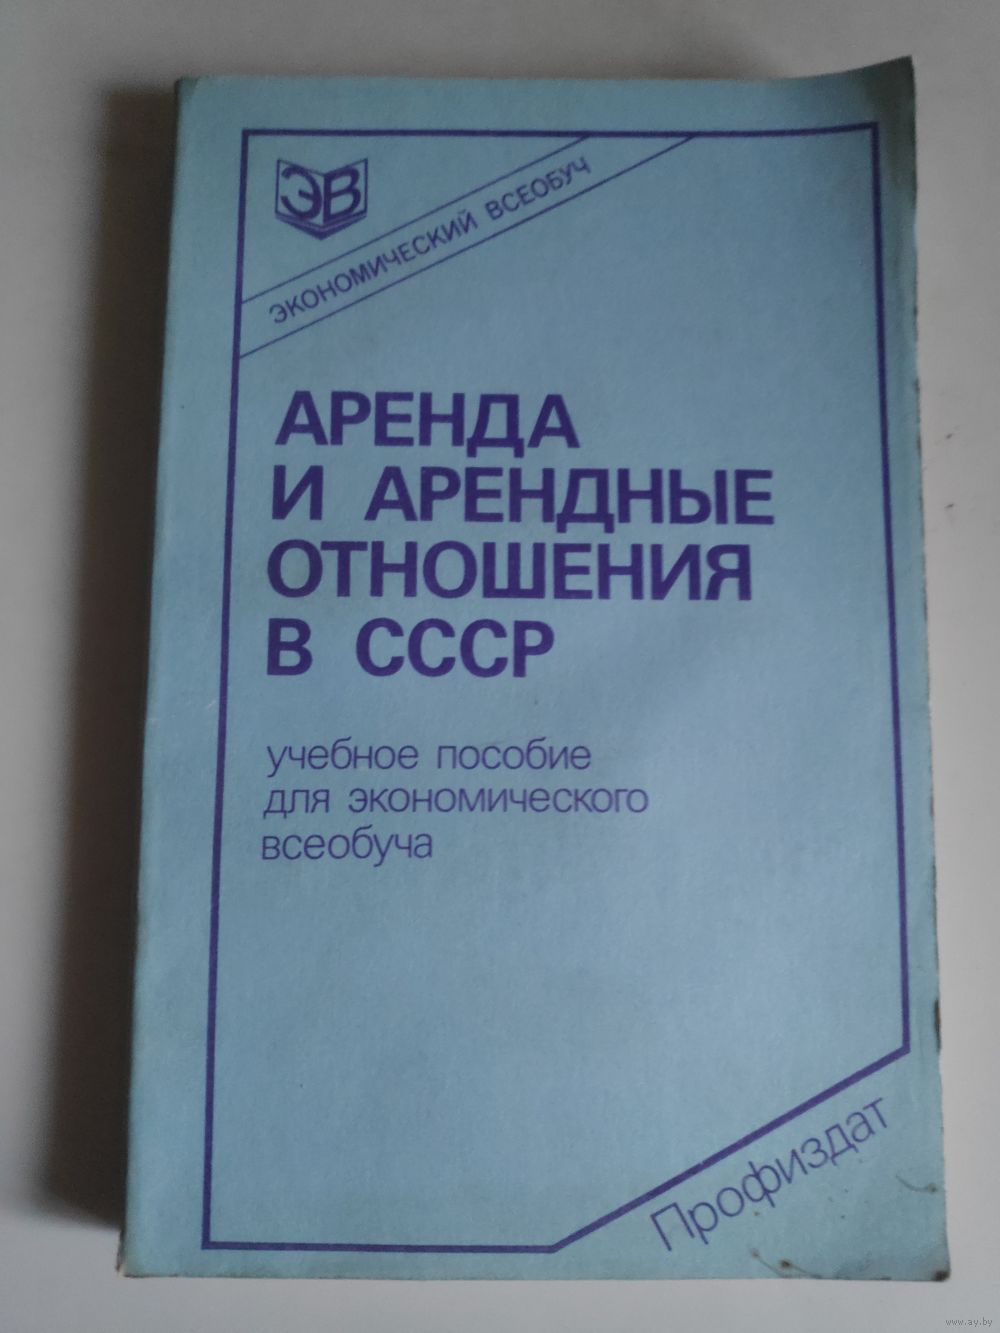 ЭВ
ЭКОНОМИЧЕСКИЙ ВСЕОБУЧ
АРЕНДА
И АРЕНДНЫЕ
ОТНОШЕНИЯ
В СССР
учебное пособие
для экономического
всеобуча
Профиздат
www.ay.by